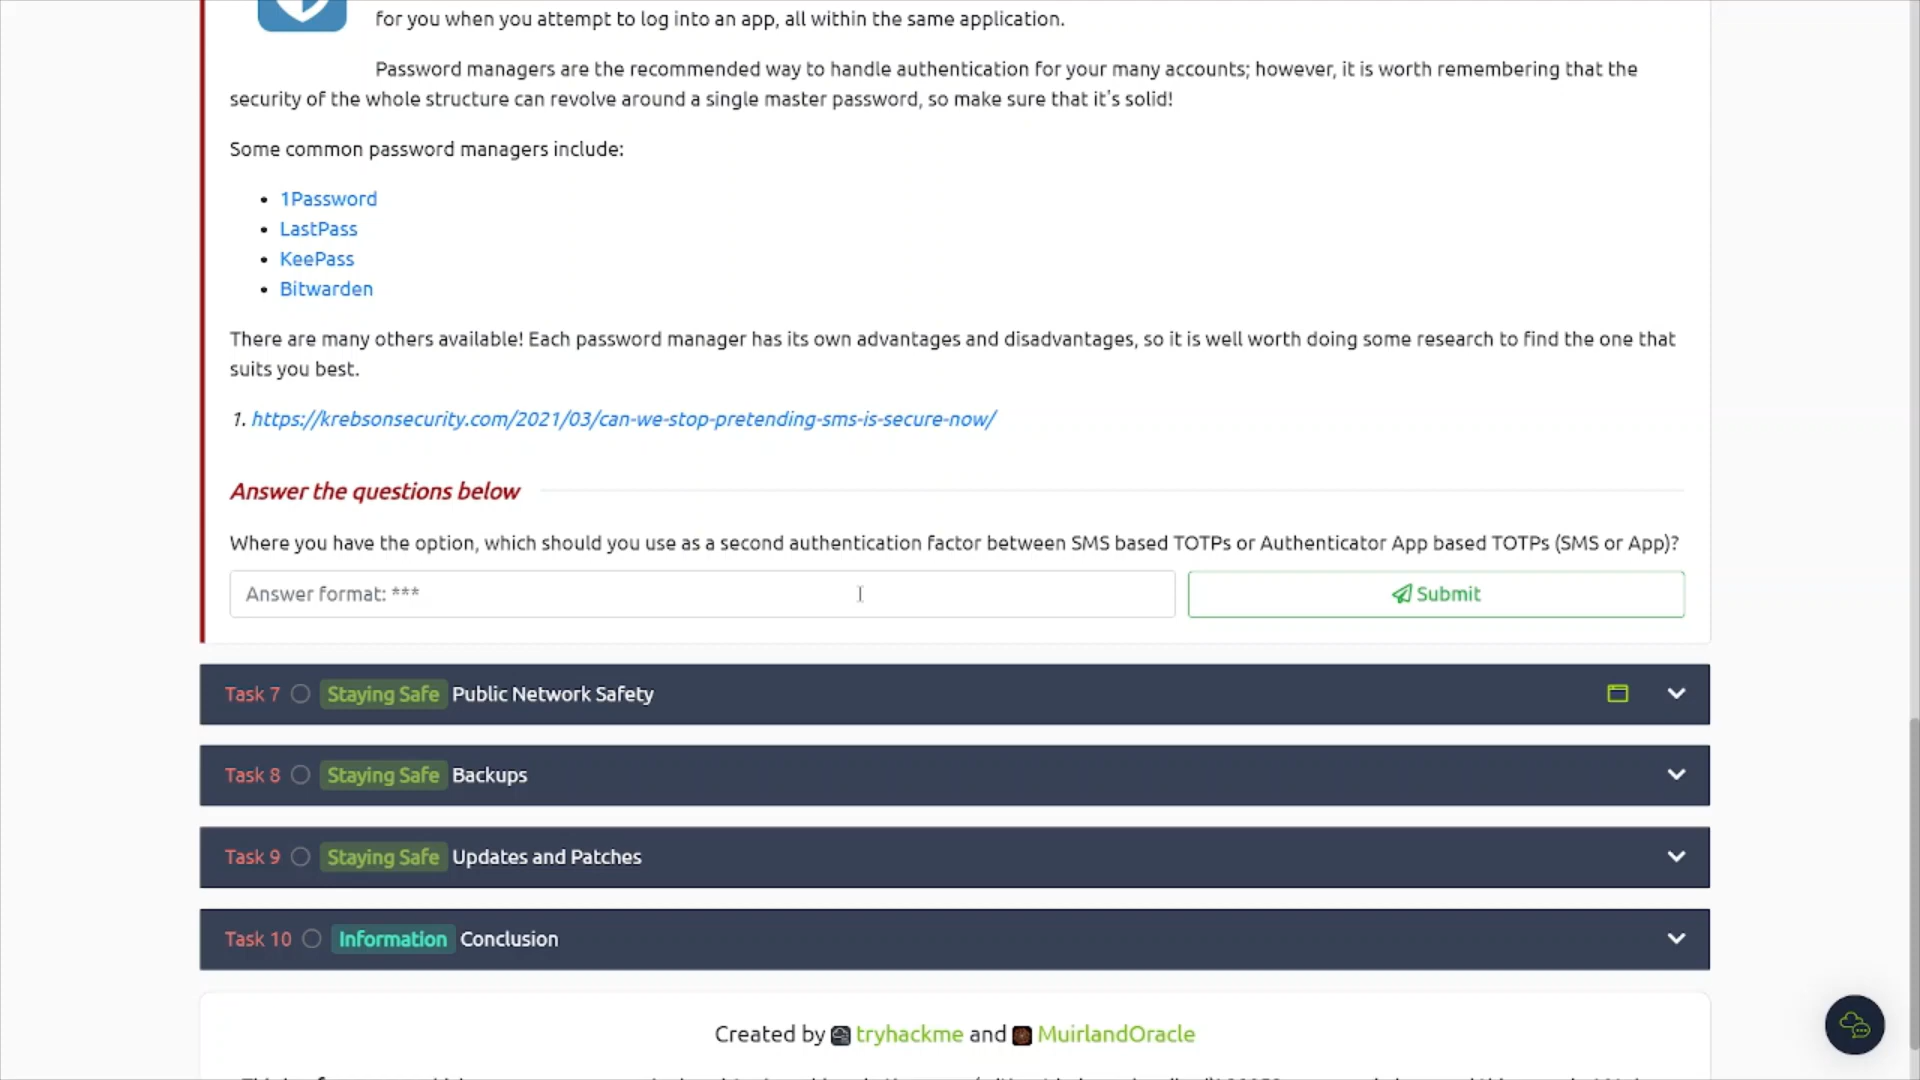 for you when you attempt to log into an app, all within the same application.
Password managers are the recommended way to handle authentication for your many accounts; however, it is worth remembering that the
security of the whole structure can revolve around a single master password, so make sure that it's solid!
Some common password managers include:
• 1Password
• LastPass
• KeePass
• Bitwarden
There are many others available! Each password manager has its own advantages and disadvantages, so it is well worth doing some research to find the one that
suits you best.
1. https://krebsonsecurity.com/2021/03/can-we-stop-pretending-sms-is-secure-now/
Answer the questions below
Where you have the option, which should you use as a second authentication factor between SMS based TOTPs or Authenticator App based TOTPs (SMS or App)?
Answer format: ***
Submit
Task 7 Staying Safe Public Network Safety
Task 8 Staying Safe Backups
Task 9 Staying Safe Updates and Patches
Task 10 Information Conclusion
Created by tryhackme and MuirlandOracle